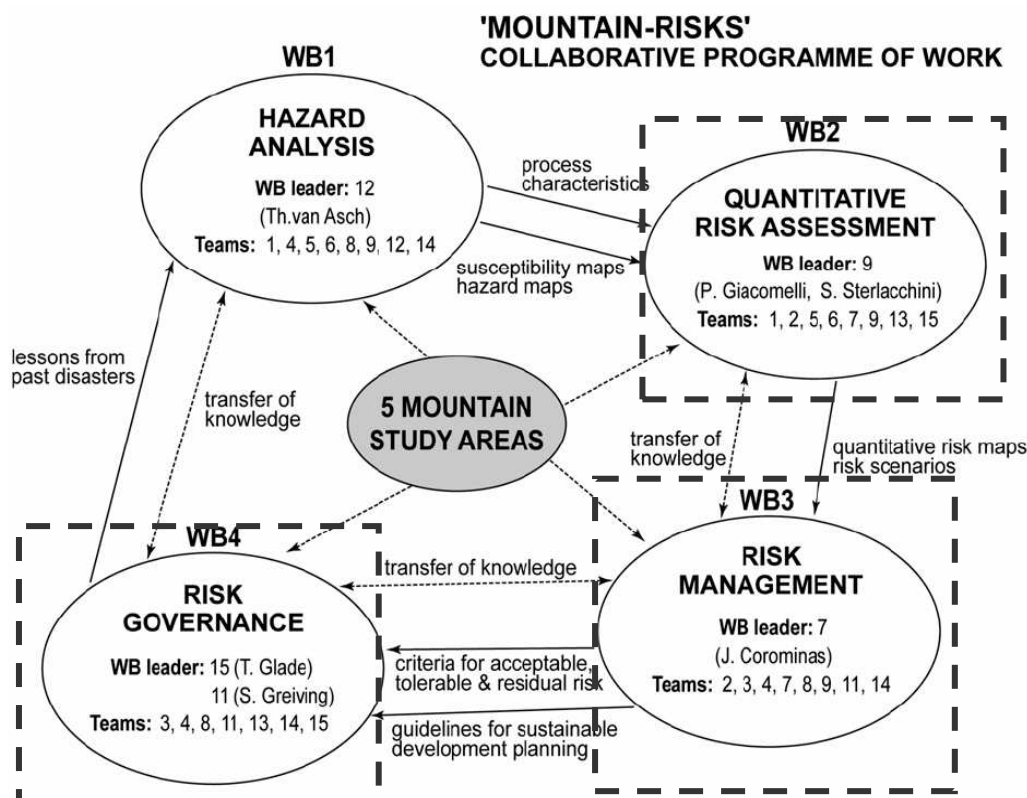 'MOUNTAIN-RISKS'
COLLABORATIVE PROGRAMME OF WORK
WB1
HAZARD
ANALYSIS
WB leader: 12
(Th.van Asch)
Teams: 1, 4, 5, 6, 8, 9, 12, 14
process
characteristics
susceptibility maps
hazard maps
WB2
QUANTITATIVE
RISK ASSESSMENT
WB leader: 9
(P. Giacomelli, S. Sterlacchini)
Teams: 1, 2, 5, 6, 7, 9, 13, 15
lessons from
past disasters
transfer of
knowledge
5 MOUNTAIN
STUDY AREAS
transfer of
knowledge
quantitative risk maps
risk scenarios
WB4
RISK
GOVERNANCE
WB leader: 15 (T. Glade)
11 (S. Greiving)
Teams: 3, 4, 8, 11, 13, 14, 15
transfer of knowledge
criteria for acceptable,
tolerable & residual risk
guidelines for sustainable
development planning
WB3
RISK
MANAGEMENT
WB leader: 7
(J. Corominas)
Teams: 2, 3, 4, 7, 8, 9, 11, 14